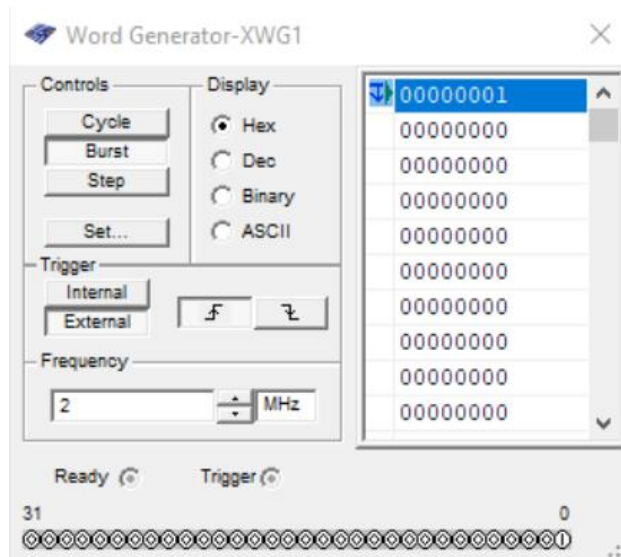 Word Generator-XWG1
Controls
Cycle
Burst
Step
Set...
Display
Hex
Dec
Binary
ASCII
Trigger
Internal
External
Frequency
2
MHz
Ready
Trigger
31
0
00000001
00000000
00000000
00000000
00000000
00000000
00000000
00000000
00000000
00000000